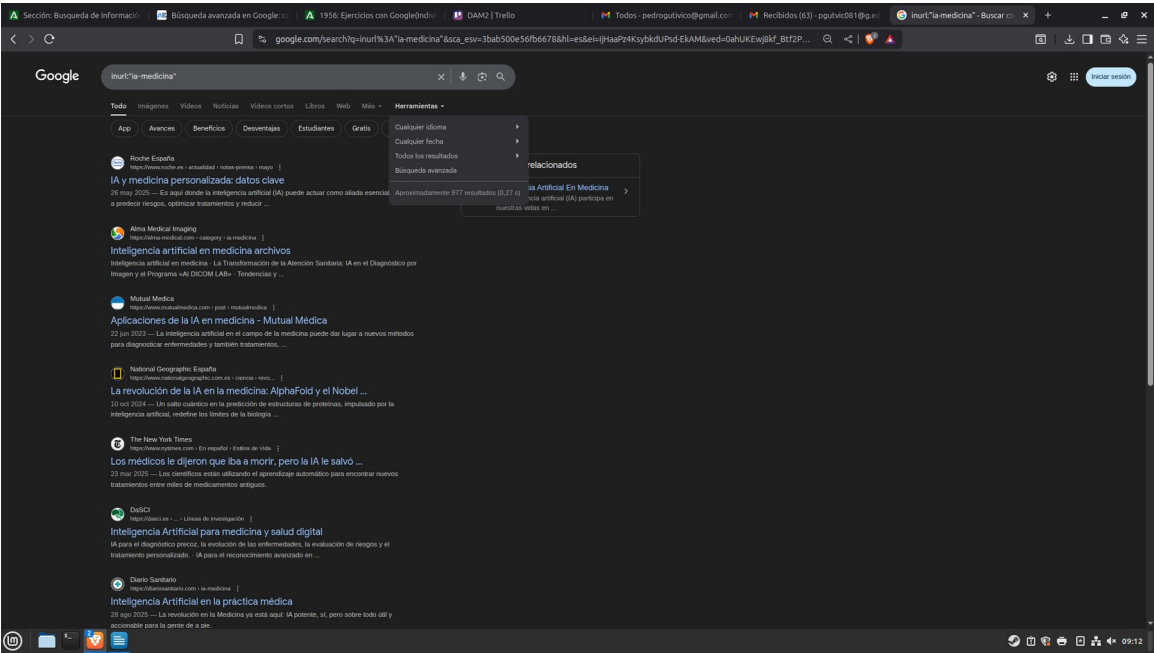 Sección: Busqueda de Informació
Búsqueda avanzada en Google: c
1956: Ejercicios con Google(Indivi
DAM2 | Trello
Todos - pedrogutivico@gmail.com
Recibidos (63) - pgutvic081@g.ed
inurl:"ia-medicina" - Buscar co
google.com/search?q=inurl%3A"ia-medicina"&sca_esv=3bab500e56fb6678&hl=es&ei=IjHaaPz4KsybkdUPsd-EkAM&ved=0ahUKEwj8kf_Btf2P...
Google
inurl:"ia-medicina"
Iniciar sesión
Todo Imágenes Vídeos Noticias Vídeos cortos Libros Web Más Herramientas
App Avances Beneficios Desventajas Estudiantes Gratis
Cualquier idioma
Cualquier fecha
Todos los resultados
Búsqueda avanzada
Aproximadamente 977 resultados (0,27 s)
relacionados
ia Artificial En Medicina
ncia artificial (IA) participa en
nuestras vidas en ...
Roche España
https://www.roche.es › actualidad › notas-prensa › mayo
IA y medicina personalizada: datos clave
26 may 2025 — Es aquí donde la inteligencia artificial (IA) puede actuar como aliada esencial
a predecir riesgos, optimizar tratamientos y reducir ...
Alma Medical Imaging
https://alma-medical.com › category › ia-medicina
Inteligencia artificial en medicina archivos
Inteligencia artificial en medicina · La Transformación de la Atención Sanitaria: IA en el Diagnóstico por
Imagen y el Programa «AI DICOM LAB» · Tendencias y ...
Mutual Medica
https://www.mutualmedica.com › post › mutualmedica
Aplicaciones de la IA en medicina - Mutual Médica
22 jun 2023 — La inteligencia artificial en el campo de la medicina puede dar lugar a nuevos métodos
para diagnosticar enfermedades y también tratamientos, ...
National Geographic España
https://www.nationalgeographic.com.es › ciencia › revo...
La revolución de la IA en la medicina: AlphaFold y el Nobel ...
10 oct 2024 — Un salto cuántico en la predicción de estructuras de proteínas, impulsado por la
inteligencia artificial, redefine los límites de la biología ...
The New York Times
https://www.nytimes.com › En español › Estilos de Vida
Los médicos le dijeron que iba a morir, pero la IA le salvó ...
23 mar 2025 — Los científicos están utilizando el aprendizaje automático para encontrar nuevos
tratamientos entre miles de medicamentos antiguos.
DaSCI
https://dasci.es › ... › Líneas de investigación
Inteligencia Artificial para medicina y salud digital
IA para el diagnóstico precoz, la evolución de las enfermedades, la evaluación de riesgos y el
tratamiento personalizado. · IA para el reconocimiento avanzado en ...
Diario Sanitario
https://diariosanitario.com › ia-medicina
Inteligencia Artificial en la práctica médica
28 ago 2025 — La revolución en la Medicina ya está aquí: IA potente, sí, pero sobre todo útil y
accionable para la gente de a pie.
2
09:12